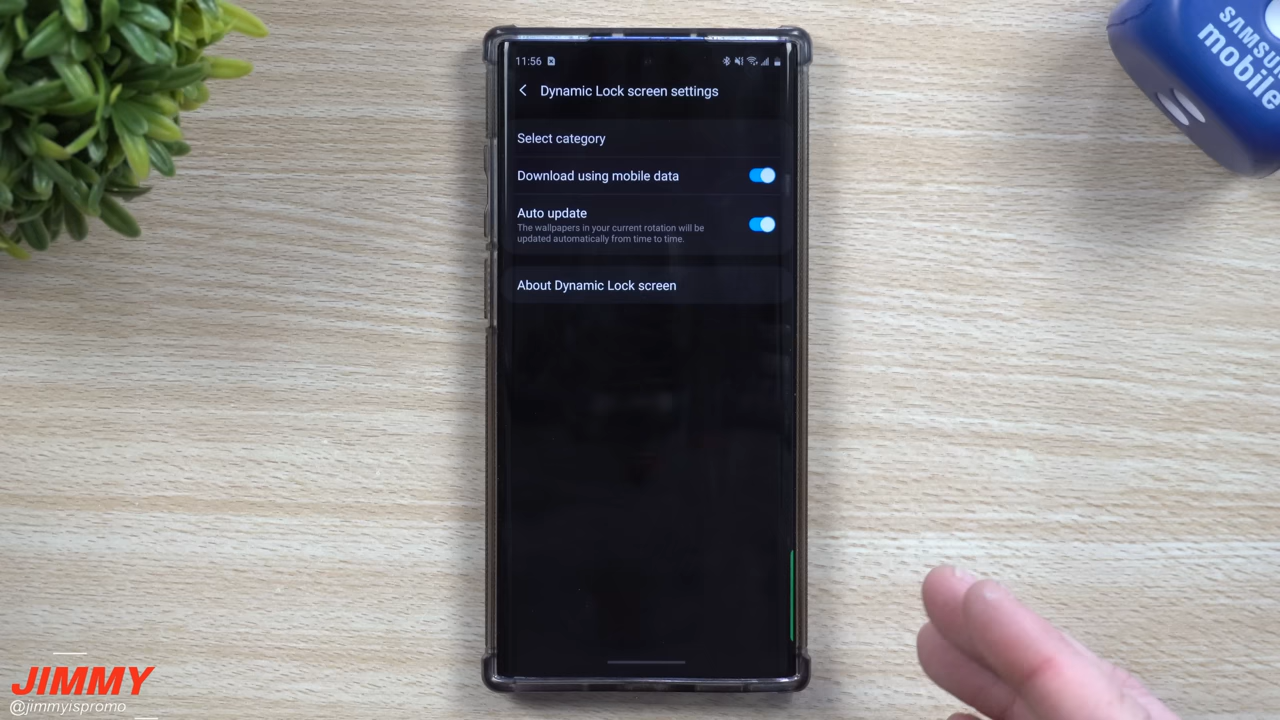 11:56
Dynamic Lock screen settings
Select category
Download using mobile data
Auto update
The wallpapers in your current rotation will be
updated automatically from time to time.
About Dynamic Lock screen
SAMSU
mobile
JIMMY
@jimmyispromo